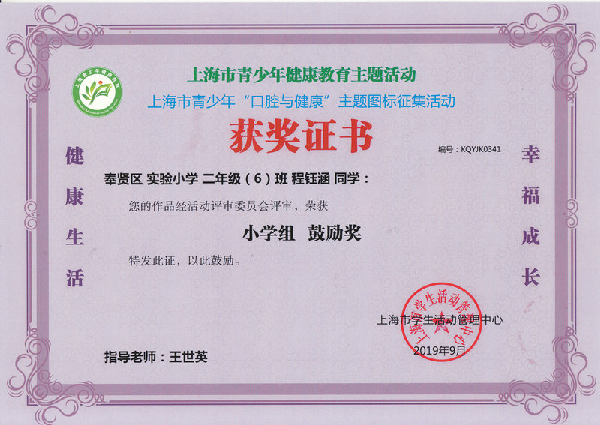 上海市青少年健康教育主题活动
上海市青少年“口腔与健康”主题图标征集活动
获奖证书
编号：KQYJK0341
健康生活
幸福成长
奉贤区 实验小学 二年级（6）班 程钰涵 同学：
您的作品经活动评审委员会评审，荣获
小学组 鼓励奖
特发此证，以此鼓励。
上海市学生活动管理中心
2019年9月
指导老师：王世英